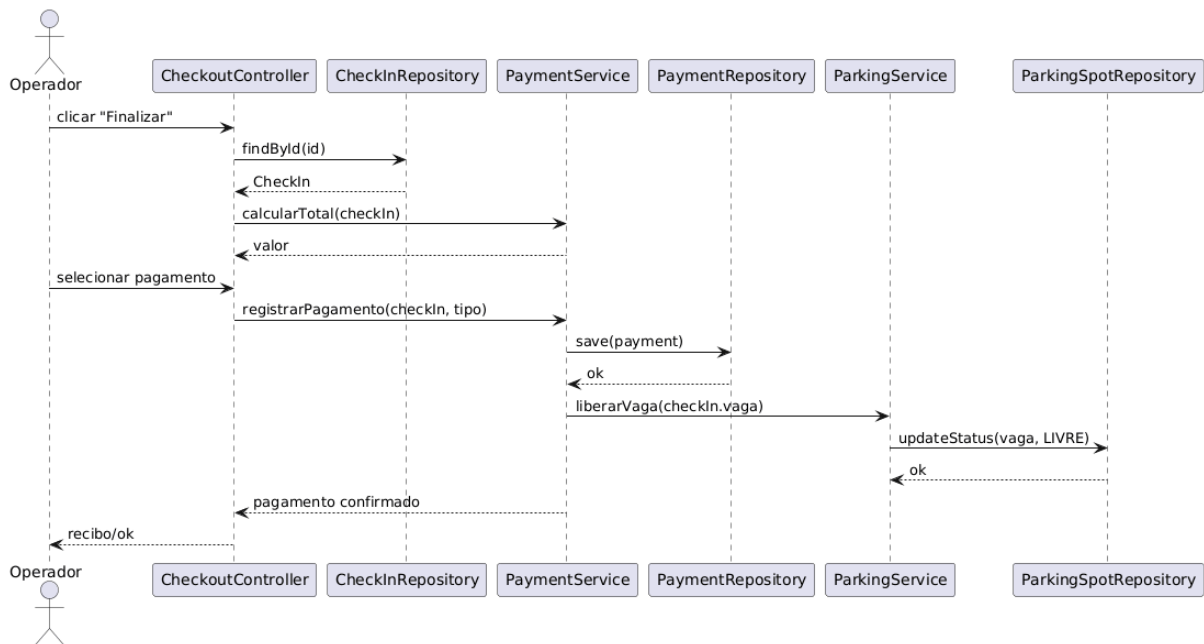 Operador
CheckoutController
CheckInRepository
PaymentService
PaymentRepository
ParkingService
ParkingSpotRepository
clicar "Finalizar"
findById(id)
CheckIn
calcularTotal(checkIn)
valor
selecionar pagamento
registrarPagamento(checkIn, tipo)
save(payment)
ok
liberarVaga(checkIn.vaga)
updateStatus(vaga, LIVRE)
ok
pagamento confirmado
recibo/ok
Operador
CheckoutController
CheckInRepository
PaymentService
PaymentRepository
ParkingService
ParkingSpotRepository